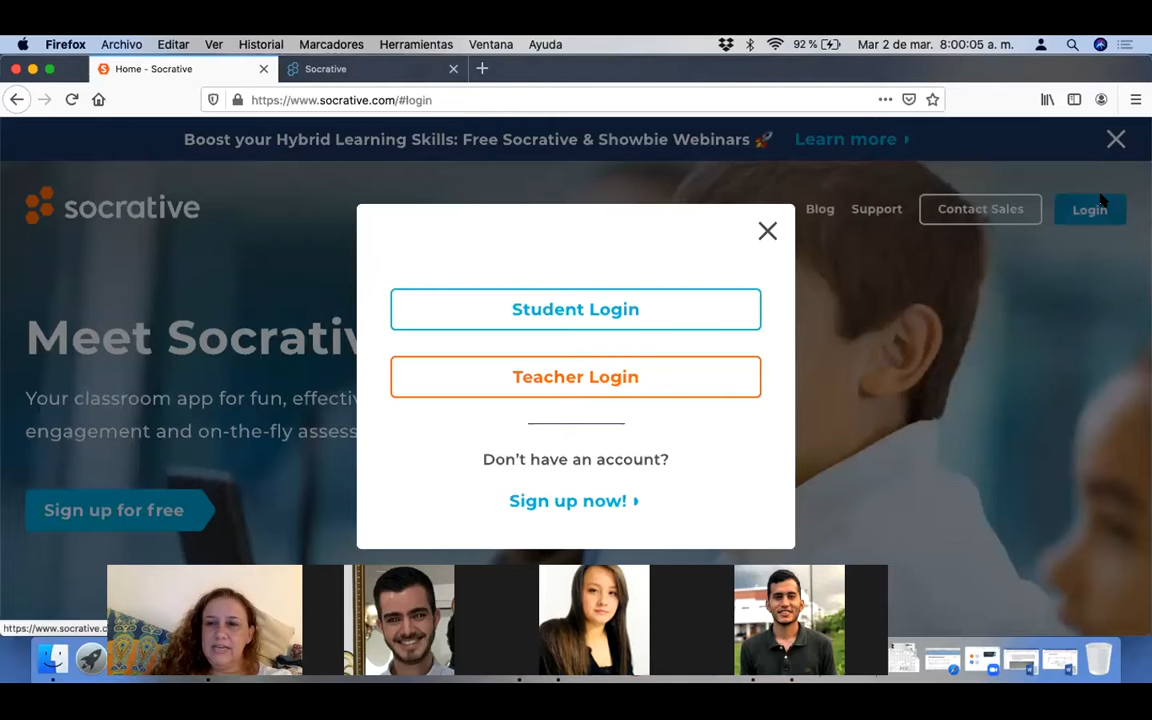 Firefox Archivo Editar Ver Historial Marcadores Herramientas Ventana Ayuda 92 % Mar 2 de mar. 8:00:05 a. m.
Home - Socrative
Socrative
https://www.socrative.com/#login
Boost your Hybrid Learning Skills: Free Socrative & Showbie Webinars 🚀 Learn more
socrative
Blog Support Contact Sales Login
Student Login
Meet Socrativ
Teacher Login
Your classroom app for fun, effecti
engagement and on-the-fly assess
Don't have an account?
Sign up now!
Sign up for free
https://www.socrative.c